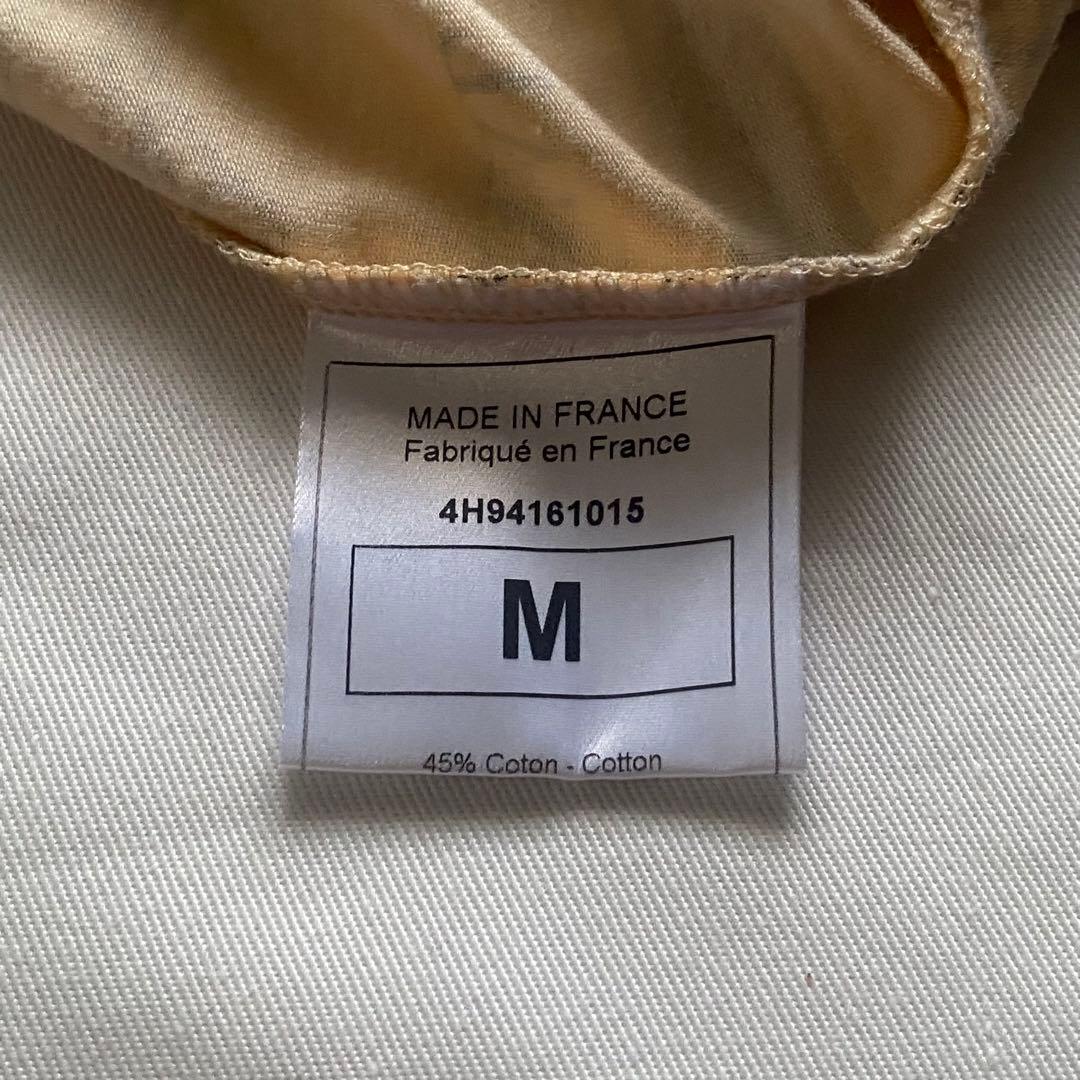 MADE IN FRANCE
Fabriqué en France
4H94161015
M
45% Coton - Cotton